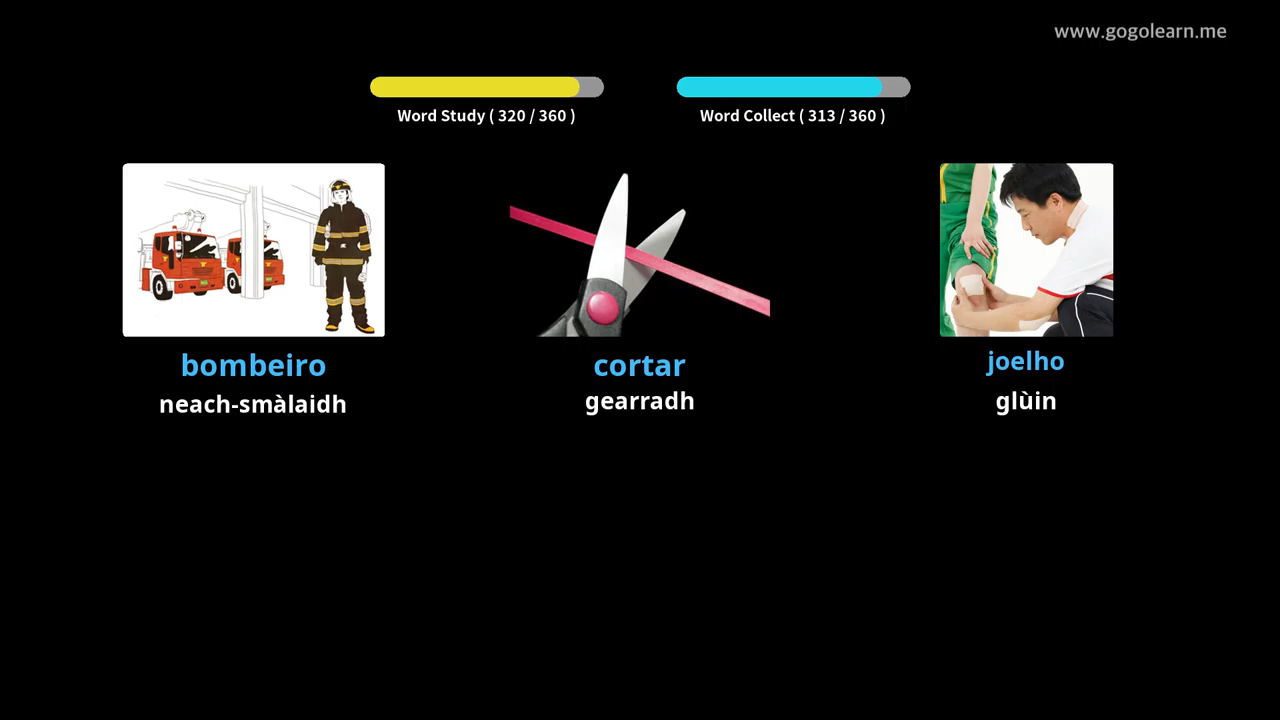 www.gogolearn.me
Word Study ( 320 / 360 )
Word Collect ( 313 / 360 )
bombeiro
neach-smàlaidh
cortar
gearradh
joelho
glùin